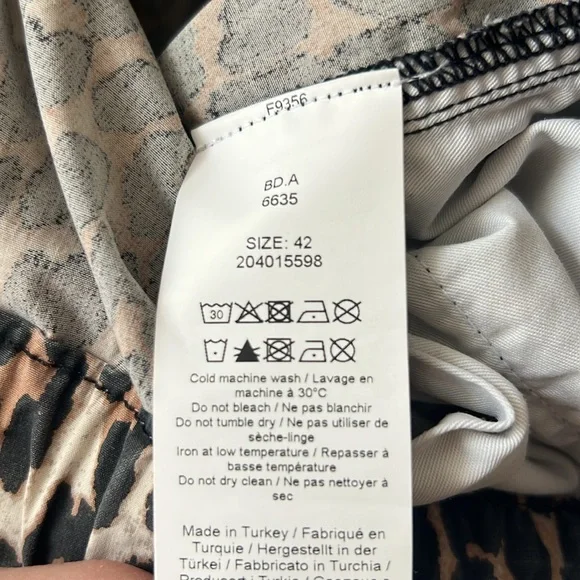 F9356
BD.A
6635
SIZE: 42
204015598
30
Cold machine wash / Lavage en
machine à 30°C
Do not bleach / Ne pas blanchir
Do not tumble dry / Ne pas utiliser de
sèche-linge
Iron at low temperature / Repasser à
basse température
Do not dry clean / Ne pas nettoyer à
sec
Made in Turkey / Fabriqué en
Turquie / Hergestellt in der
Türkei / Fabbricato in Turchia /